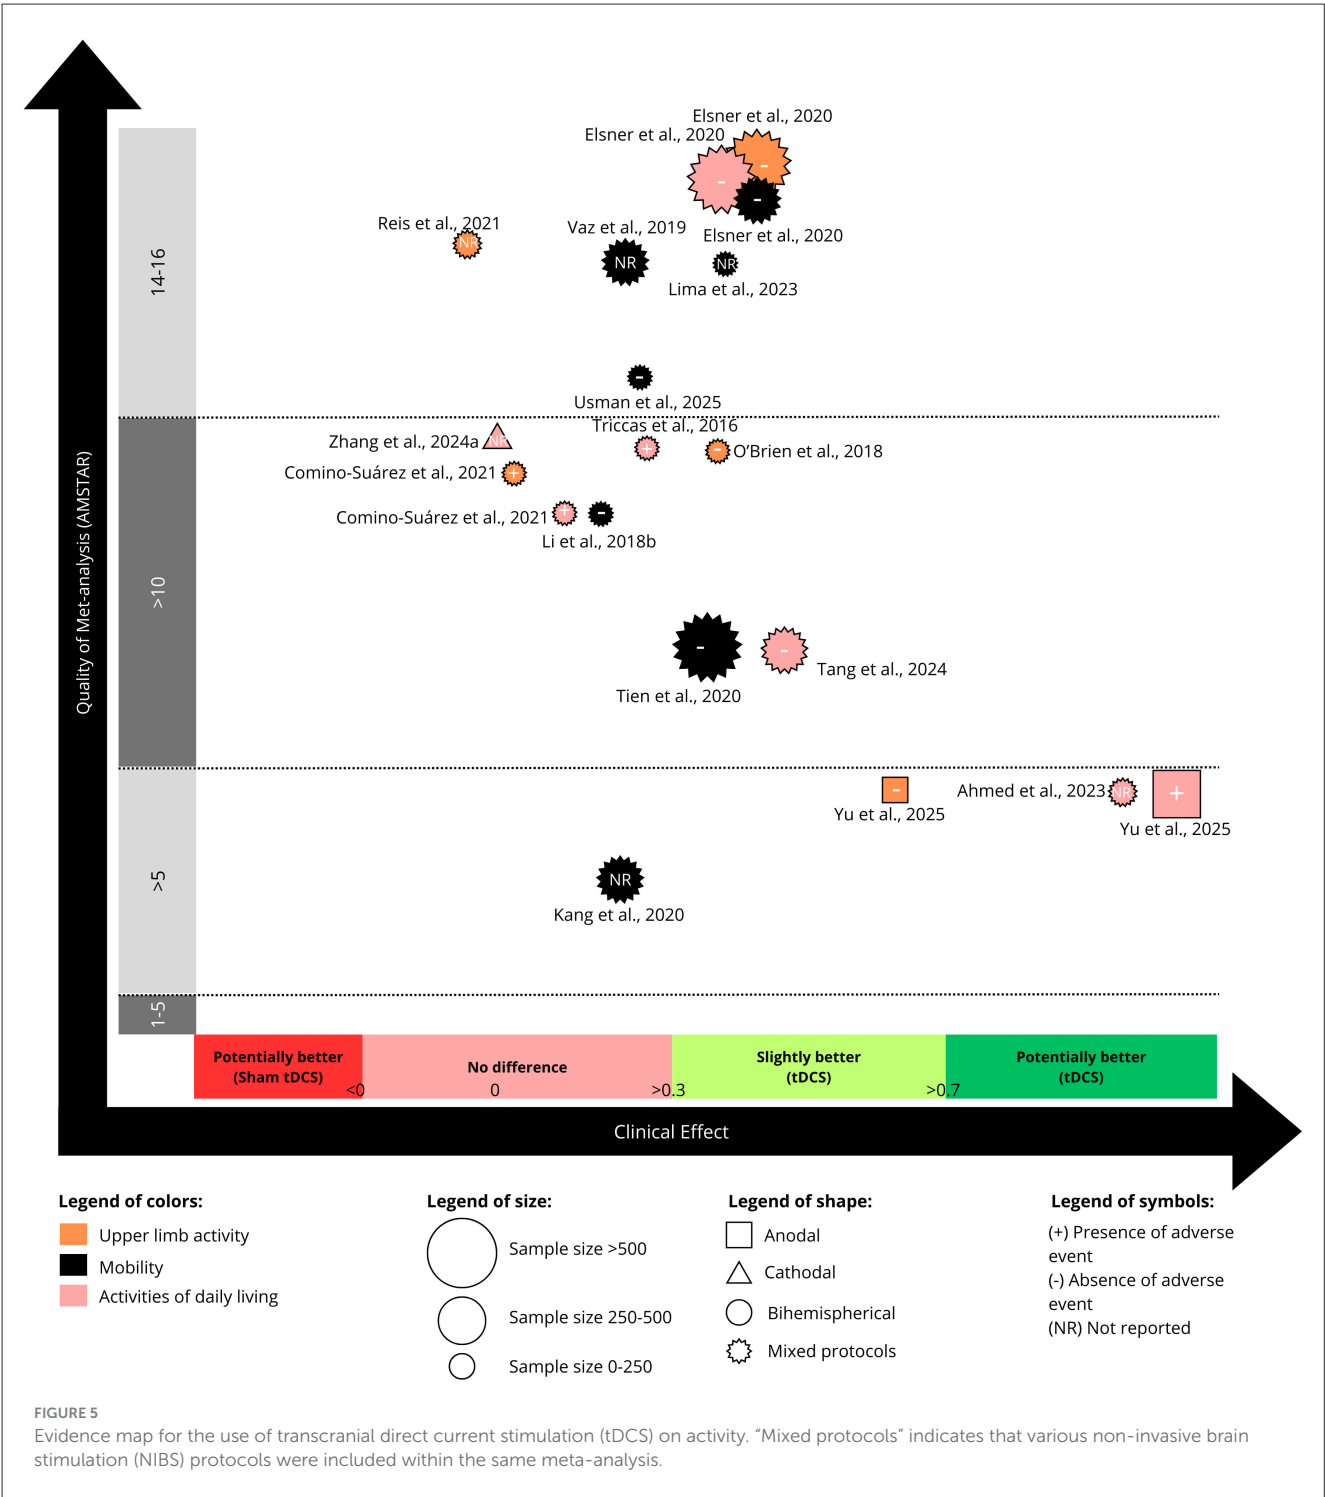 Elsner et al., 2020
Elsner et al., 2020
-
-
-
Reis et al., 2021
NR
Vaz et al., 2019
NR
Elsner et al., 2020
NR
Lima et al., 2023
14-16
-
Usman et al., 2025
Triccas et al., 2016
Zhang et al., 2024a
NR
+
-
O’Brien et al., 2018
Comino-Suárez et al., 2021
+
Comino-Suárez et al., 2021
+
-
Li et al., 2018b
>10
Quality of Met-analysis (AMSTAR)
-
-
Tang et al., 2024
Tien et al., 2020
-
Yu et al., 2025
Ahmed et al., 2023
NR
+
Yu et al., 2025
>5
NR
Kang et al., 2020
1-5
Potentially better
(Sham tDCS)
<0
No difference
0
>0.3
Slightly better
(tDCS)
>0.7
Potentially better
(tDCS)
Clinical Effect
Legend of colors:
Upper limb activity
Mobility
Activities of daily living
Legend of size:
Sample size >500
Sample size 250-500
Sample size 0-250
Legend of shape:
Anodal
Cathodal
Bihemispherical
Mixed protocols
Legend of symbols:
(+) Presence of adverse
event
(-) Absence of adverse
event
(NR) Not reported
FIGURE 5
Evidence map for the use of transcranial direct current stimulation (tDCS) on activity. “Mixed protocols” indicates that various non-invasive brain
stimulation (NIBS) protocols were included within the same meta-analysis.